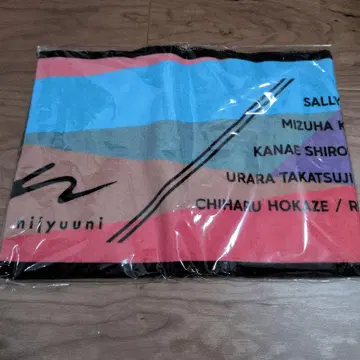 SALLY
MIZUHA K
KANAE SHIRO
URARA TAKATSUJI
CHIHARU HOKAZE / R
nijyuuni